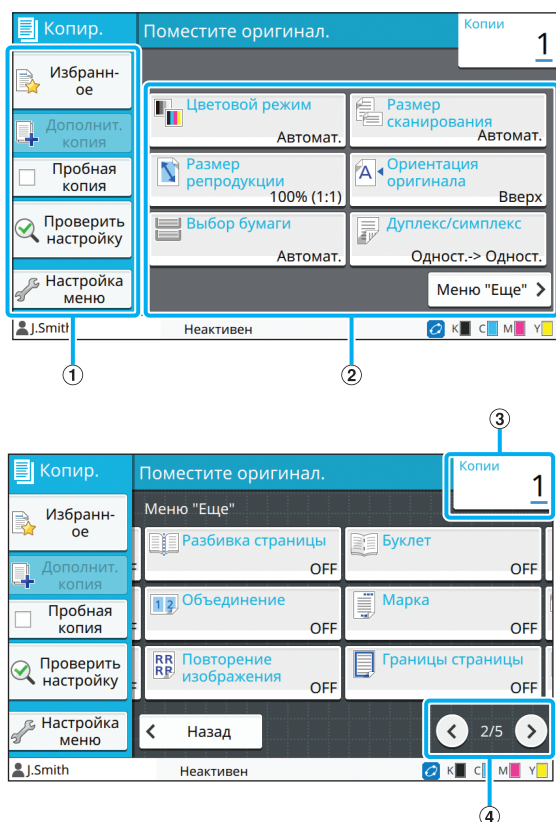 Копир.
Поместите оригинал.
Копии
1
Избранн-
ое
Дополнит.
копия
Пробная
копия
Проверить
настройку
Настройка
меню
Цветовой режим
Автомат.
Размер
сканирования
Автомат.
Размер
репродукции
100% (1:1)
Ориентация
оригинала
Вверх
Выбор бумаги
Автомат.
Дуплекс/симплекс
Одност.-> Одност.
Меню "Еще"
J.Smith
Неактивен
K C M Y
1
2
3
Копир.
Поместите оригинал.
Копии
1
Меню "Еще"
Избранн-
ое
Дополнит.
копия
Пробная
копия
Проверить
настройку
Настройка
меню
Разбивка страницы
OFF
Буклет
OFF
Объединение
OFF
Марка
OFF
Повторение
изображения
OFF
Границы страницы
OFF
Назад
2/5
J.Smith
Неактивен
K C M Y
4